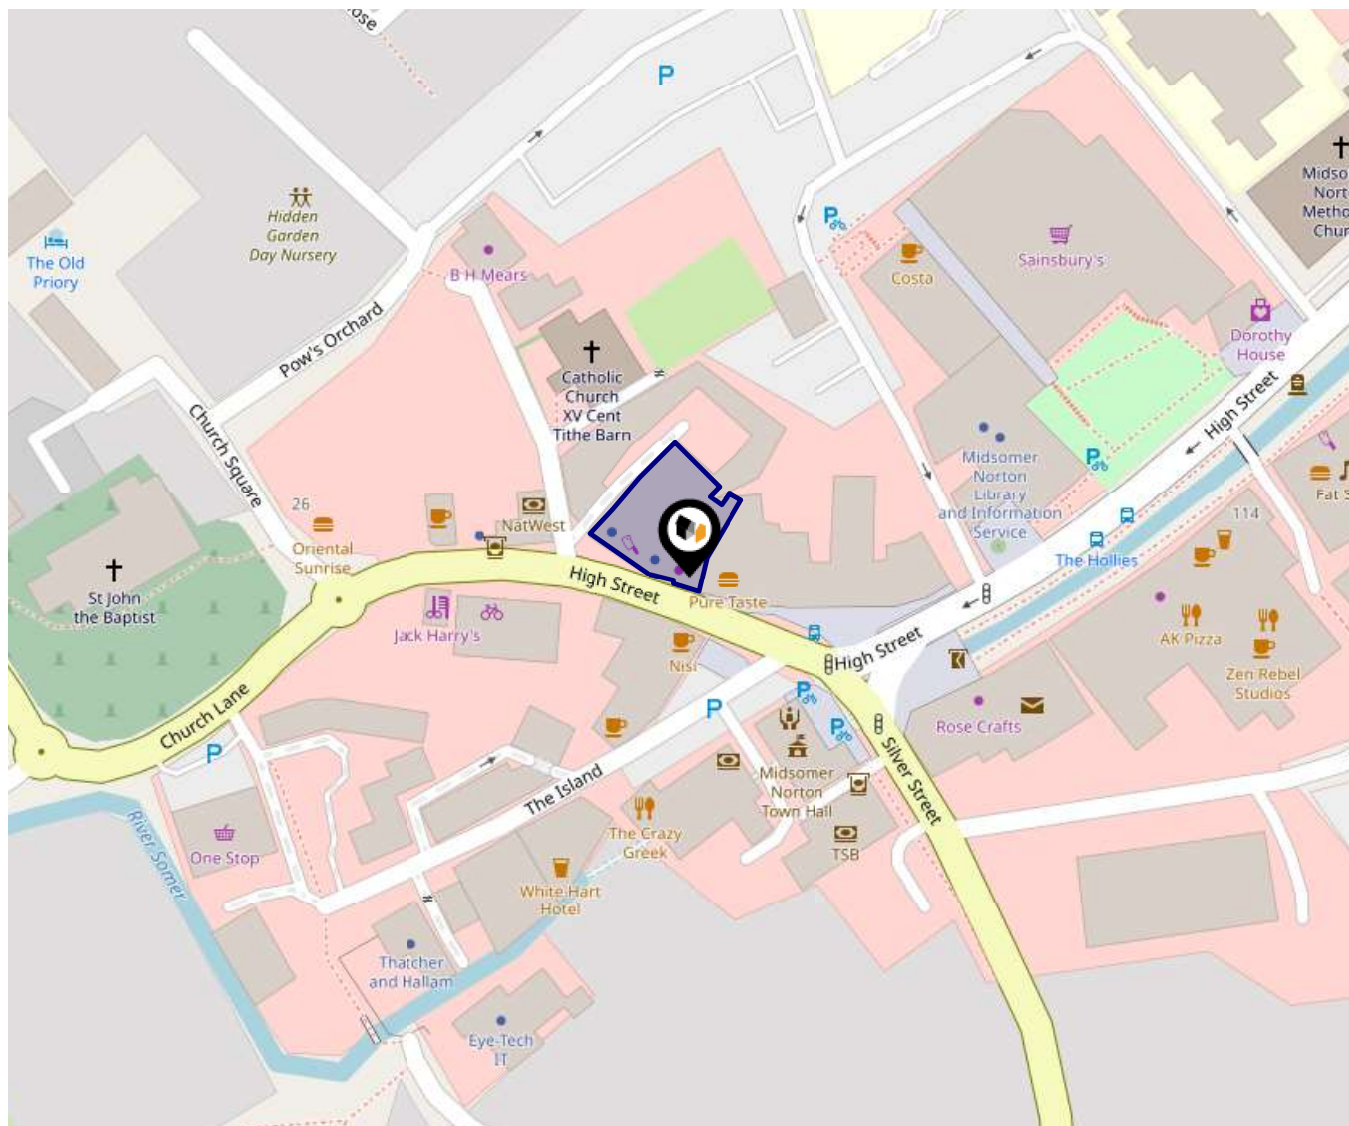 P
Hidden
Garden
Day Nursery
The Old
Priory
B H Mears
Pow's Orchard
Church Square
Catholic
Church
XV Cent
Tithe Barn
P
Costa
Sainsbury's
Dorothy
House
High Street
P
Midsomer
Norton
Library
and Information
Service
The Hollies
114
AK Pizza
Zen Rebel
Studios
26
Oriental
Sunrise
NatWest
St John
the Baptist
High Street
Pure Taste
Jack Harry's
Nisi
High Street
Rose Crafts
Church Lane
P
P
P
P
The Island
Midsomer
Norton
Town Hall
TSB
Silver Street
The Crazy
Greek
White Hart
Hotel
One Stop
River Somer
Thatcher
and Hallam
Eye-Tech
IT